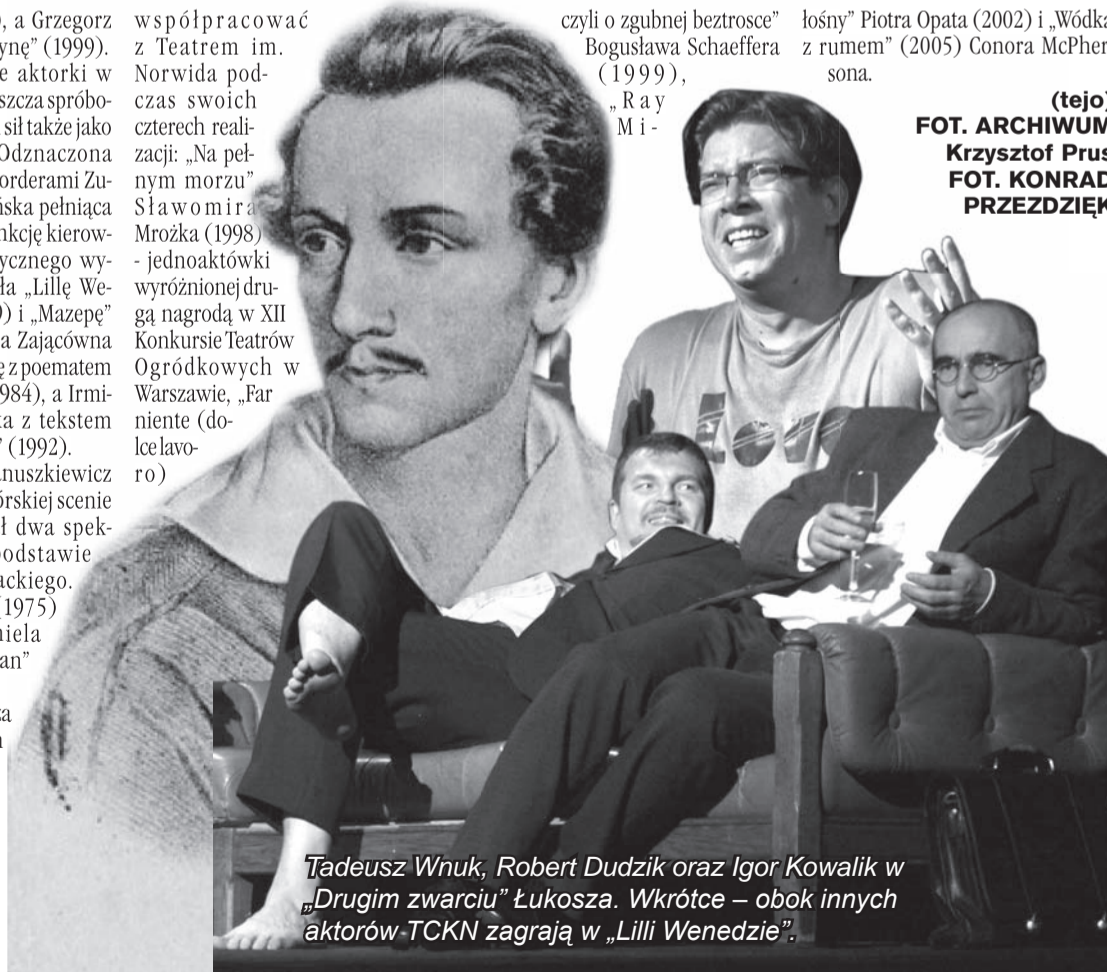 , a Grzegorz
ynę” (1999).
e aktorki w
szcza spróbo-
sił także jako
Odznaczona
orderami Zu-
ńska pełniąca
nkcję kierow-
ycznego wy-
ła „Lillę We-
) i „Mazepę”
a Zającówna
ę z poematem
984), a Irmi-
ka z tekstem
” (1992).
anuszkiewicz
órskiej scenie
ł dwa spek-
podstawie
ackiego.
(1975)
niela
an”
za
współpracować
z Teatrem im.
Norwida pod-
czas swoich
czterech reali-
zacji: „Na peł-
nym morzu”
Sławomira
Mrożka (1998)
- jednoaktówki
wyróżnionej dru-
gą nagrodą w XII
Konkursie Teatrów
Ogródkowych w
Warszawie, „Far
niente (do-
lce lavo-
ro)
czyli o zgubnej beztrosce”
Bogusława Schaeffera
(1999),
„Ray
Mi-
łośny” Piotra Opata (2002) i „Wódka
z rumem” (2005) Conora McPher
sona.
(tejo)
FOT. ARCHIWUM
Krzysztof Prus
FOT. KONRAD
PRZEZDZIĘK
Tadeusz Wnuk, Robert Dudzik oraz Igor Kowalik w
„Drugim zwarciu” Łukosza. Wkrótce – obok innych
aktorów TCKN zagrają w „Lilli Wenedzie”.